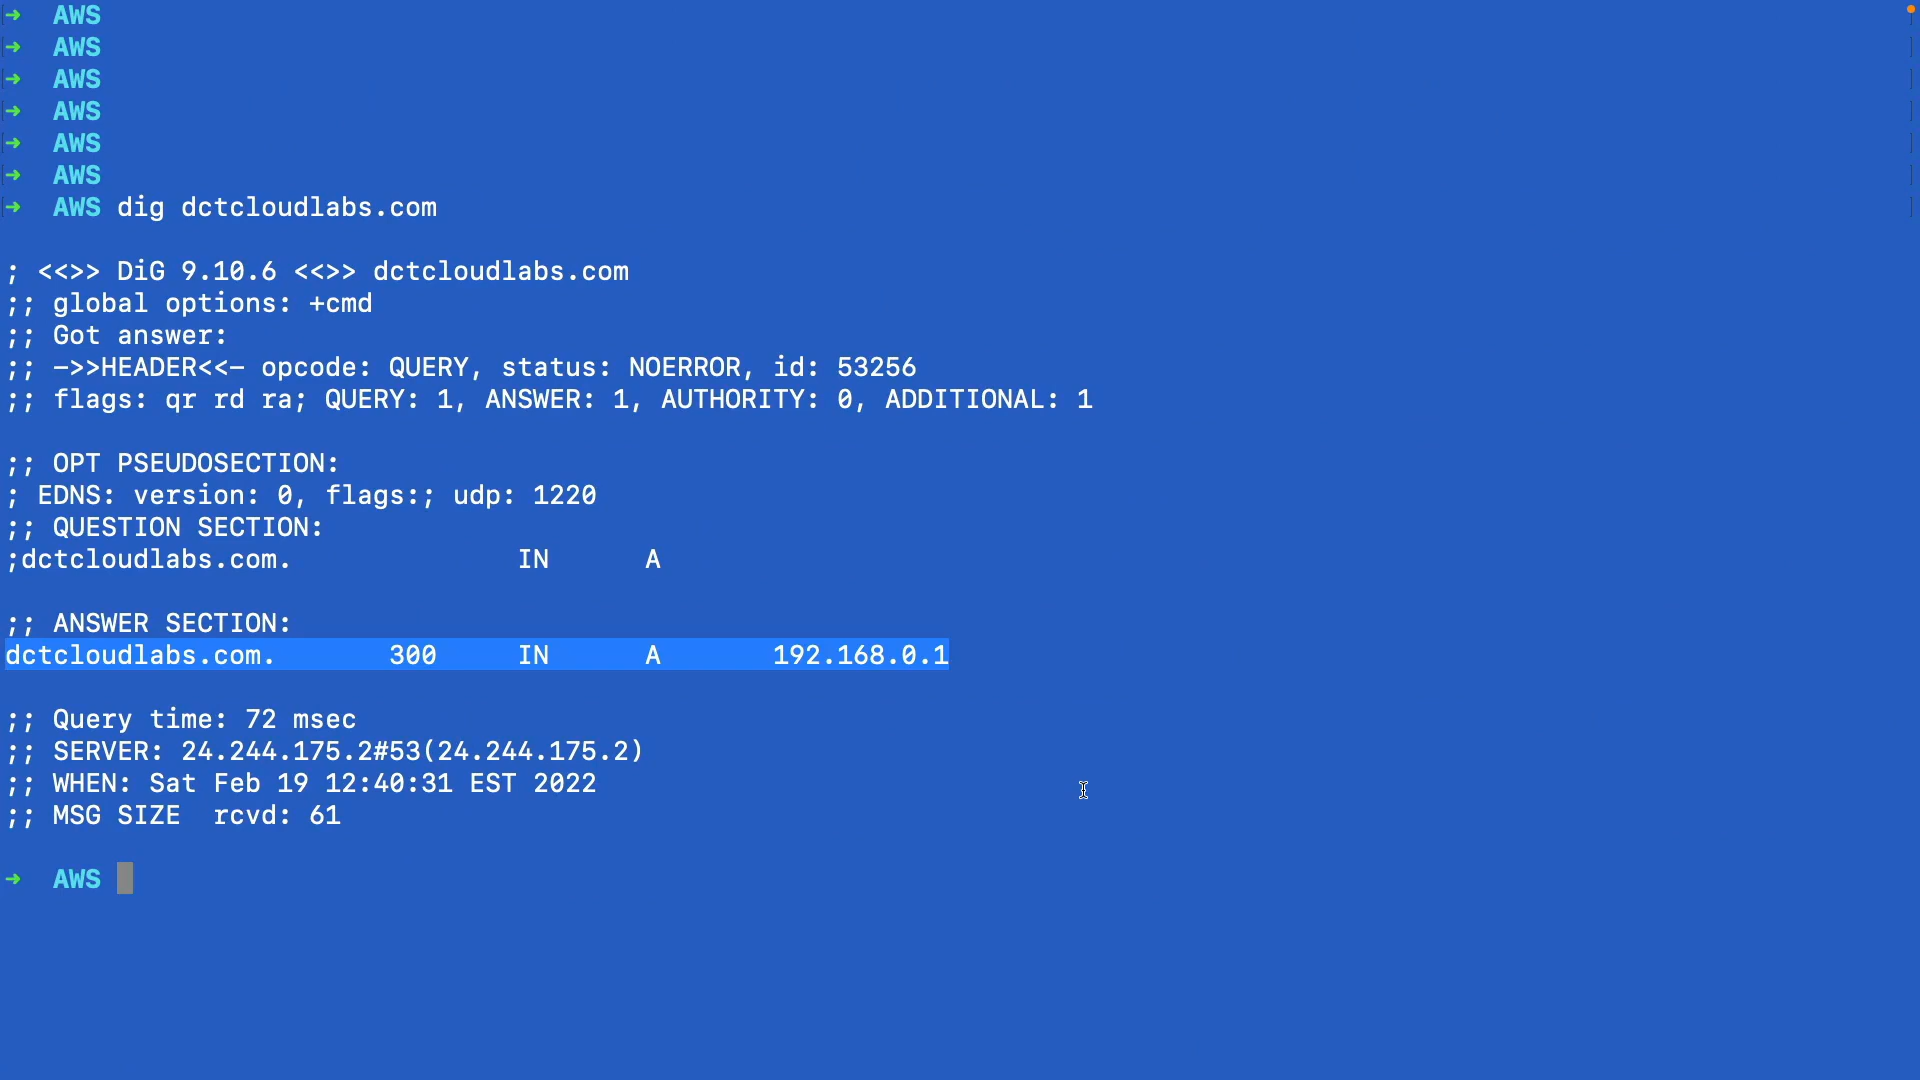 ➜  AWS
➜  AWS
➜  AWS
➜  AWS
➜  AWS
➜  AWS
➜  AWS dig dctcloudlabs.com
; <<>> DiG 9.10.6 <<>> dctcloudlabs.com
;; global options: +cmd
;; Got answer:
;; ->>HEADER<<- opcode: QUERY, status: NOERROR, id: 53256
;; flags: qr rd ra; QUERY: 1, ANSWER: 1, AUTHORITY: 0, ADDITIONAL: 1
;; OPT PSEUDOSECTION:
; EDNS: version: 0, flags:; udp: 1220
;; QUESTION SECTION:
;dctcloudlabs.com.              IN      A
;; ANSWER SECTION:
dctcloudlabs.com.       300     IN      A       192.168.0.1
;; Query time: 72 msec
;; SERVER: 24.244.175.2#53(24.244.175.2)
;; WHEN: Sat Feb 19 12:40:31 EST 2022
;; MSG SIZE  rcvd: 61
➜  AWS